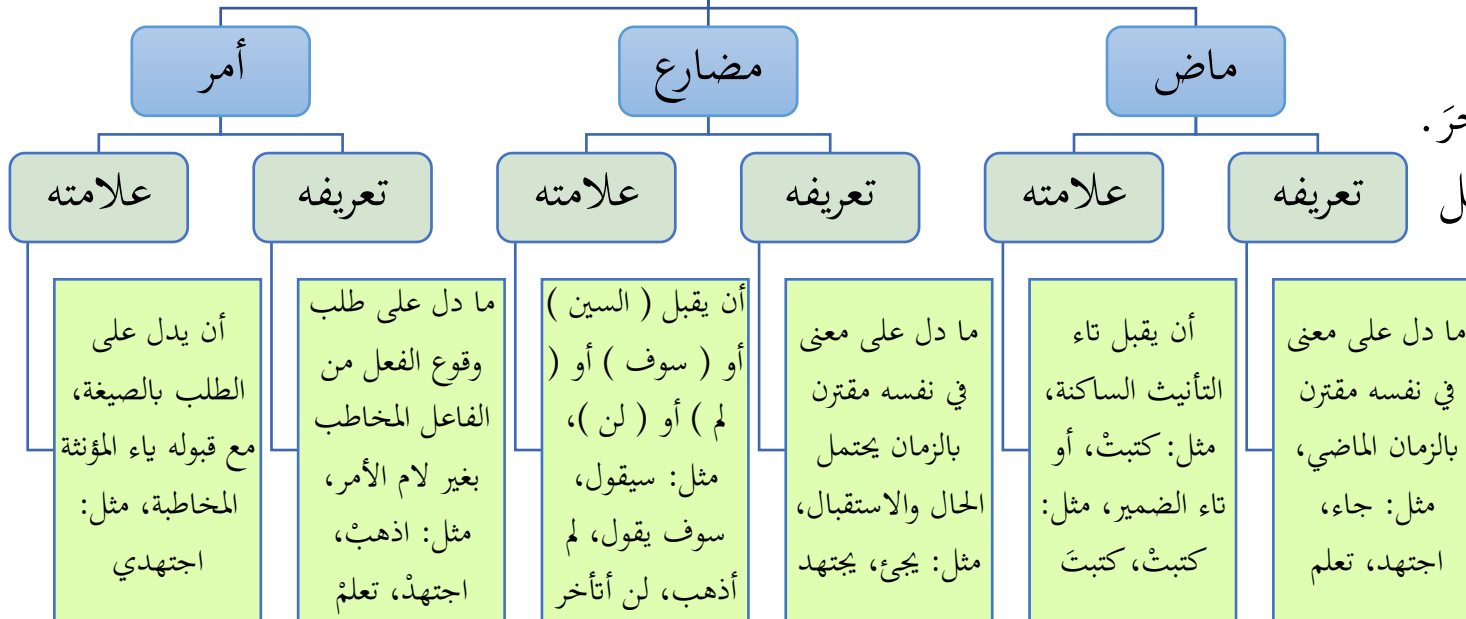 ماض
مضارع
أمر
تعريفه
علامته
تعريفه
علامته
تعريفه
علامته
ما دل على معنى
في نفسه مقترن
بالزمان الماضي،
مثل: جاء،
اجتهد، تعلم
أن يقبل تاء
التأنيث الساكنة،
مثل: كتبتْ، أو
تاء الضمير، مثل:
كتبتْ، كتبتَ
ما دل على معنى
في نفسه مقترن
بالزمان يحتمل
الحال والاستقبال،
مثل: يجئ، يجتهد
أن يقبل ( السين )
أو ( سوف ) أو (
لم ) أو ( لن )،
مثل: سيقول،
سوف يقول، لم
أذهب، لن أتأخر
ما دل على طلب
وقوع الفعل من
الفاعل المخاطب
بغير لام الأمر،
مثل: اذهبْ،
اجتهدْ، تعلمْ
أن يدل على
الطلب بالصيغة،
مع قبوله ياء المؤنثة
المخاطبة، مثل:
اجتهدي